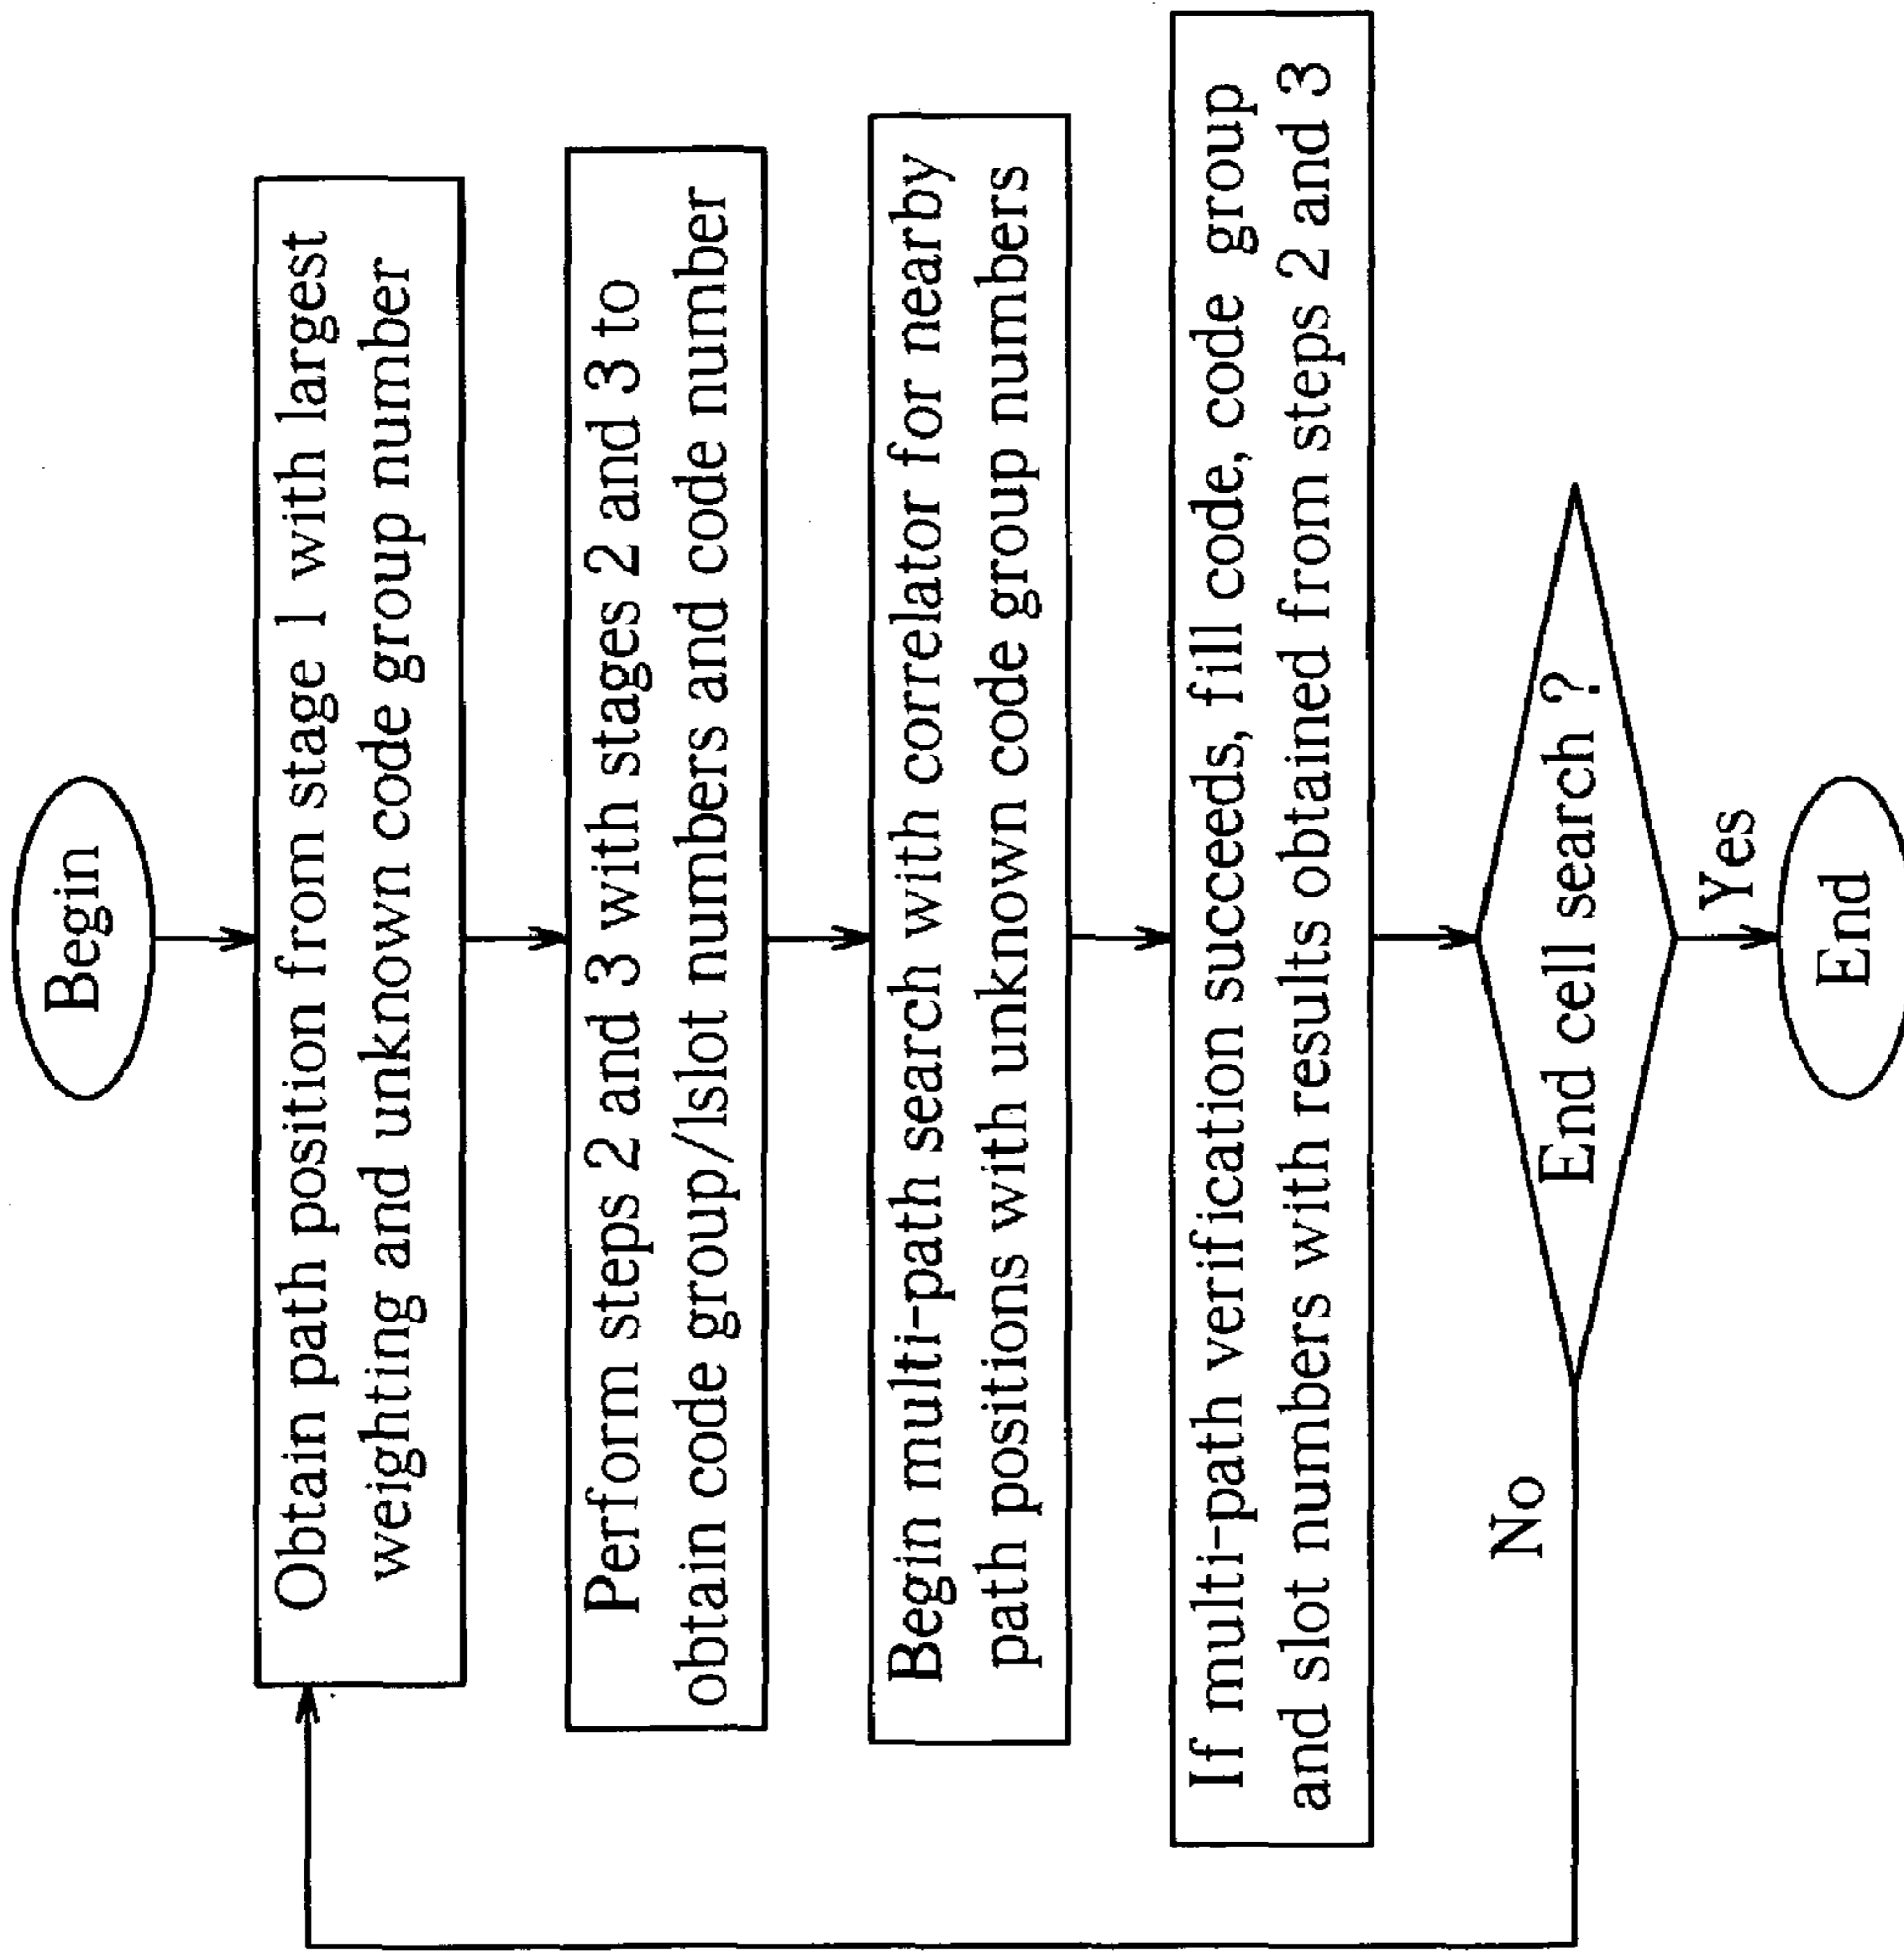 Begin
Obtain path position from stage 1 with largest
weighting and unknown code group number
Perform steps 2 and 3 with stages 2 and 3 to
obtain code group/1slot numbers and code number
Begin multi-path search with correlator for nearby
path positions with unknown code group numbers
If multi-path verification succeeds, fill code, code group
and slot numbers with results obtained from steps 2 and 3
End cell search ?
No
Yes
End